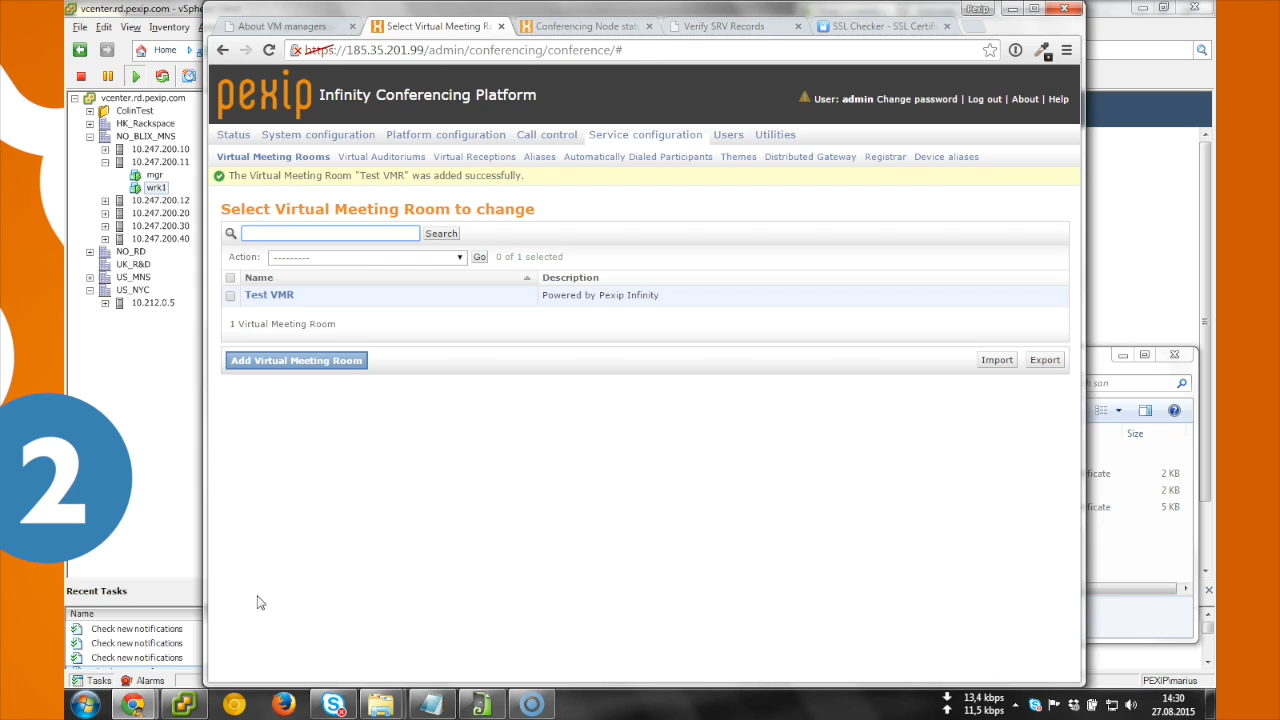 vcenter.rd.pexip.com - vSphe
File Edit View Inventory
Home
vcenter.rd.pexip.com
ColinTest
HK_Rackspace
NO_BLIX_MNS
10.247.200.10
10.247.200.11
mgr
wrk1
10.247.200.12
10.247.200.20
10.247.200.30
10.247.200.40
NO_RD
UK_R&D
US_MNS
US_NYC
10.212.0.5
2
Recent Tasks
Name
Check new notifications
Check new notifications
Check new notifications
Tasks Alarms
Pexip
About VM managers
Select Virtual Meeting Ro
Conferencing Node stat
Verify SRV Records
SSL Checker - SSL Certifi
https://185.35.201.99/admin/conferencing/conference/#
pexip Infinity Conferencing Platform
User: admin Change password | Log out | About | Help
Status System configuration Platform configuration Call control Service configuration Users Utilities
Virtual Meeting Rooms Virtual Auditoriums Virtual Receptions Aliases Automatically Dialed Participants Themes Distributed Gateway Registrar Device aliases
The Virtual Meeting Room "Test VMR" was added successfully.
Select Virtual Meeting Room to change
Search
Action: --------- Go 0 of 1 selected
Name Description
Test VMR Powered by Pexip Infinity
1 Virtual Meeting Room
Add Virtual Meeting Room Import Export
h san
Size
ificate 2 KB
2 KB
ificate 5 KB
PEXIP\marius
13,4 kbps
11,5 kbps
14:30
27.08.2015